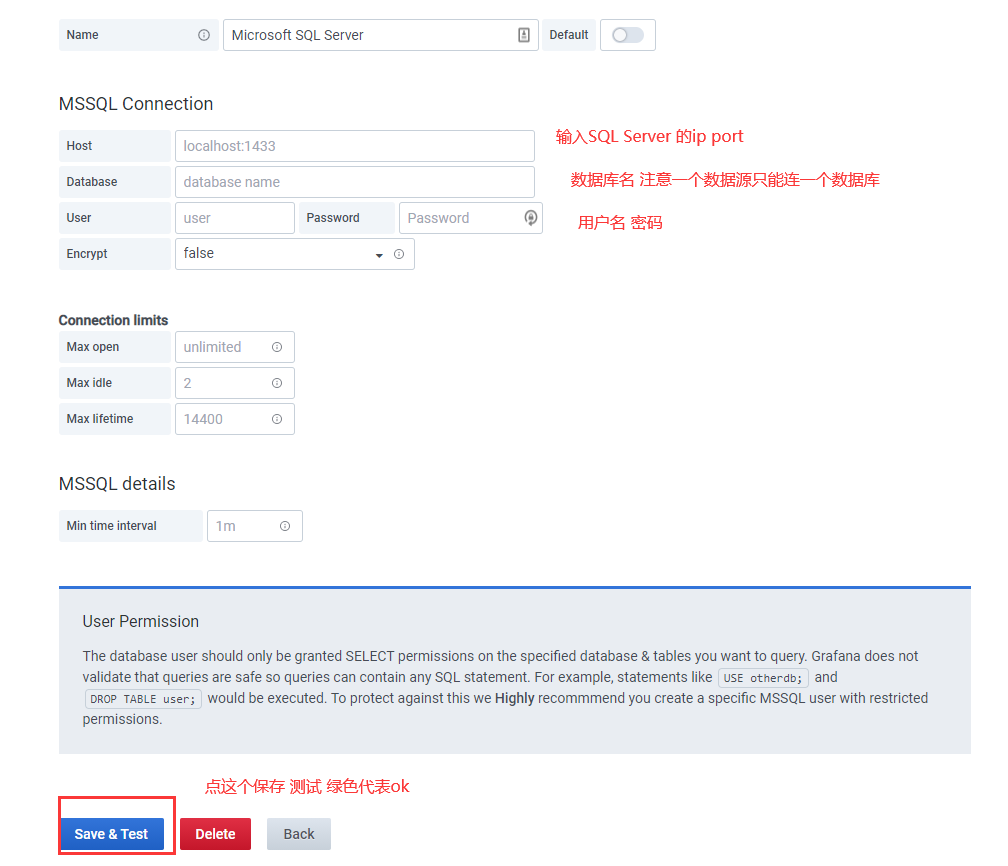 Name Microsoft SQL Server Default
MSSQL Connection
Host localhost:1433 输入SQL Server 的ip port
Database database name 数据库名 注意一个数据源只能连一个数据库
User user Password Password 用户名 密码
Encrypt false
Connection limits
Max open unlimited
Max idle 2
Max lifetime 14400
MSSQL details
Min time interval 1m
User Permission
The database user should only be granted SELECT permissions on the specified database & tables you want to query. Grafana does not
validate that queries are safe so queries can contain any SQL statement. For example, statements like USE otherdb; and
DROP TABLE user; would be executed. To protect against this we Highly recommmend you create a specific MSSQL user with restricted
permissions.
点这个保存 测试 绿色代表ok
Save & Test Delete Back